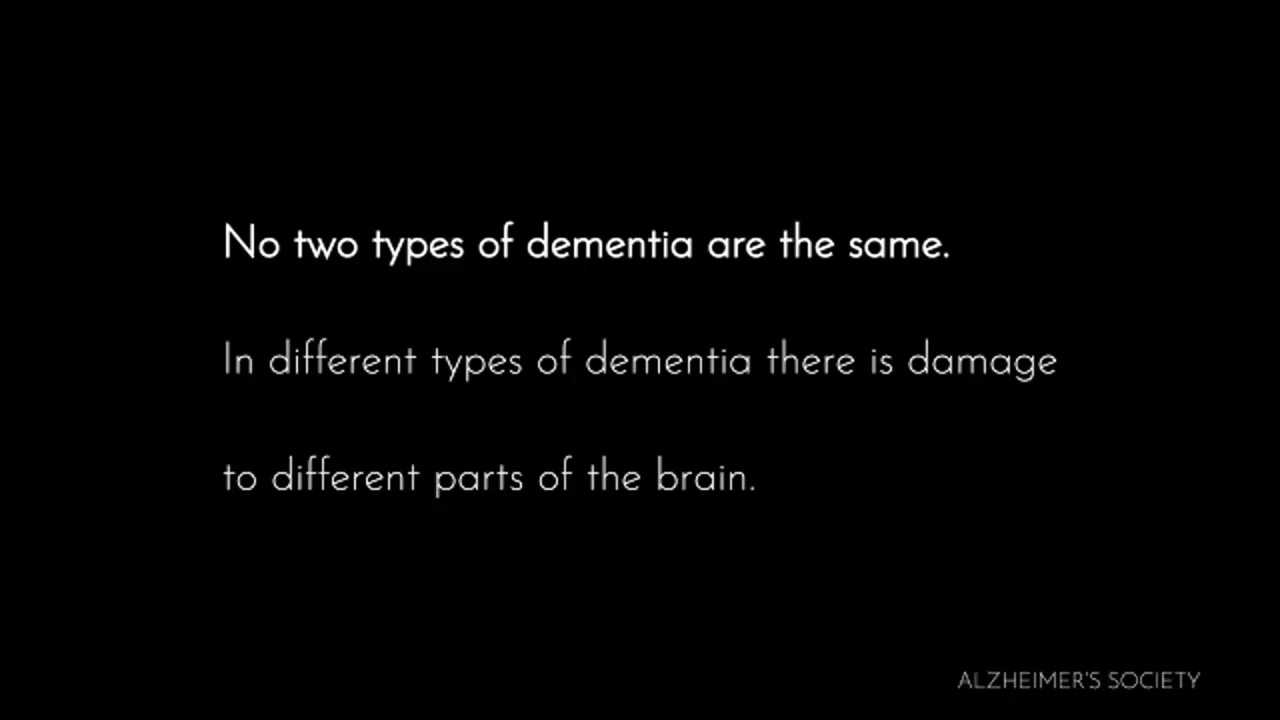 No two types of dementia are the same.
In different types of dementia there is damage
to different parts of the brain.
ALZHEIMER'S SOCIETY